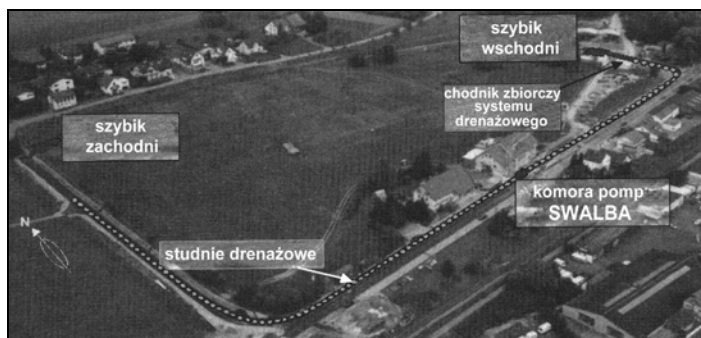 szybik
wschodni
chodnik zbiorczy
systemu
drenażowego
szybik
zachodni
komora pomp
SWALBA
N
studnie drenażowe